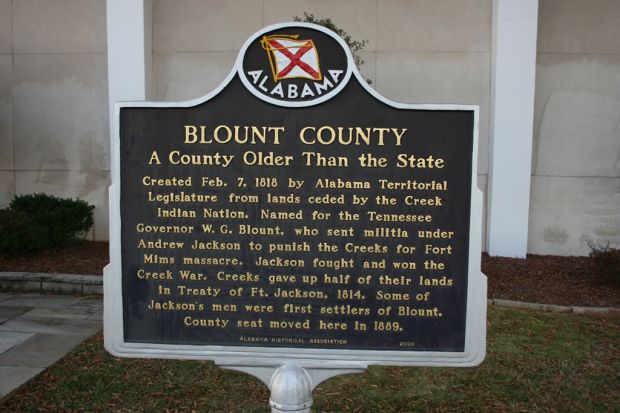 ALABAMA
BLOUNT COUNTY
A County Older Than the State
Created Feb. 7, 1818 by Alabama Territorial
Legislature from lands ceded by the Creek
Indian Nation. Named for the Tennessee
Governor W. G. Blount, who sent militia under
Andrew Jackson to punish the Creeks for Fort
Mims massacre. Jackson fought and won the
Creek War. Creeks gave up half of their lands
in Treaty of Ft. Jackson, 1814. Some of
Jackson's men were first settlers of Blount.
County seat moved here in 1889.
ALABAMA HISTORICAL ASSOCIATION